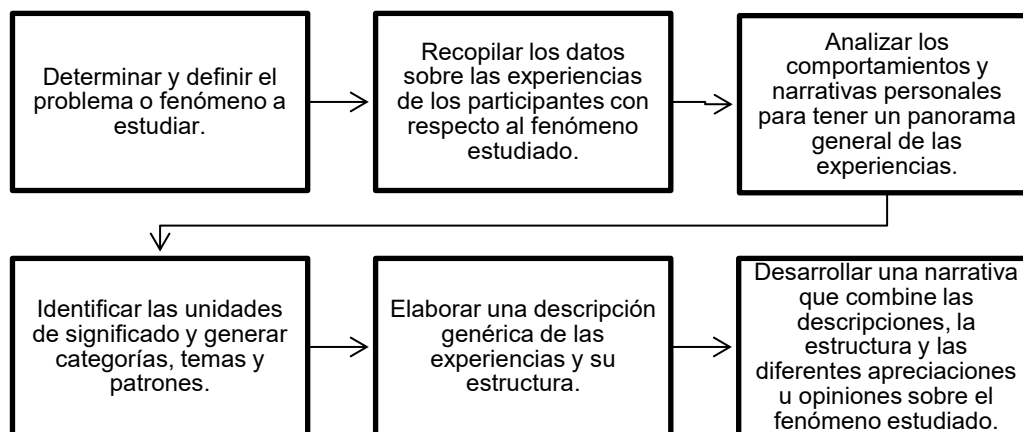 Determinar y definir el
problema o fenómeno a
estudiar.
Recopilar los datos
sobre las experiencias
de los participantes con
respecto al fenómeno
estudiado.
Analizar los
comportamientos y
narrativas personales
para tener un panorama
general de las
experiencias.
Identificar las unidades
de significado y generar
categorías, temas y
patrones.
Elaborar una descripción
genérica de las
experiencias y su
estructura.
Desarrollar una narrativa
que combine las
descripciones, la
estructura y las
diferentes apreciaciones
u opiniones sobre el
fenómeno estudiado.